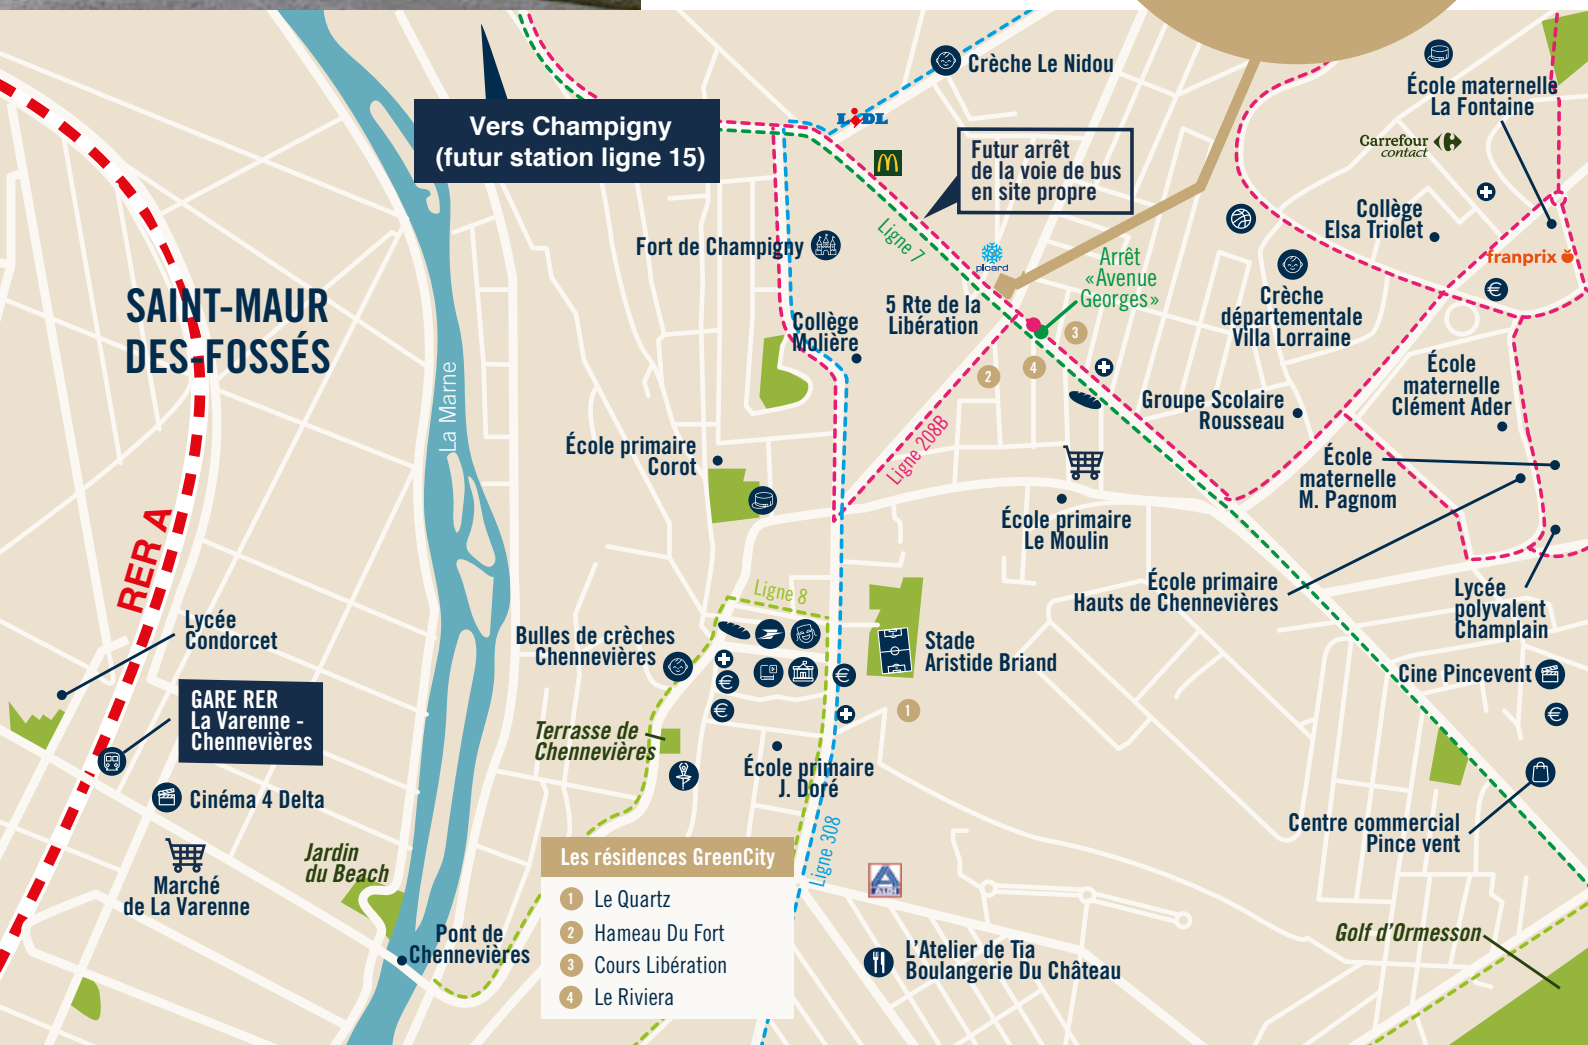 Vers Champigny
(futur station ligne 15)
Crèche Le Nidou
LIDL
Futur arrêt
de la voie de bus
en site propre
École maternelle
La Fontaine
Carrefour
contact
Collège
Elsa Triolet
franprix
Crèche
départementale
Villa Lorraine
Fort de Champigny
Ligne 7
picard
Arrêt
«Avenue
Georges»
5 Rte de la
Libération
3
4
2
SAINT-MAUR
DES-FOSSÉS
La Marne
Collège
Molière
École
maternelle
Clément Ader
Groupe Scolaire
Rousseau
École primaire
Corot
Ligne 208B
École
maternelle
M. Pagnom
École primaire
Le Moulin
RER A
École primaire
Hauts de Chennevières
Lycée
polyvalent
Champlain
Lycée
Condorcet
Ligne 8
Bulles de crèches
Chennevières
Stade
Aristide Briand
Cine Pincevent
GARE RER
La Varenne -
Chennevières
1
Terrasse de
Chennevières
École primaire
J. Doré
Cinéma 4 Delta
Centre commercial
Pince vent
Marché
de La Varenne
Jardin
du Beach
Ligne 308
ALDI
Pont de
Chennevières
Les résidences GreenCity
1 Le Quartz
2 Hameau Du Fort
3 Cours Libération
4 Le Riviera
L'Atelier de Tia
Boulangerie Du Château
Golf d'Ormesson